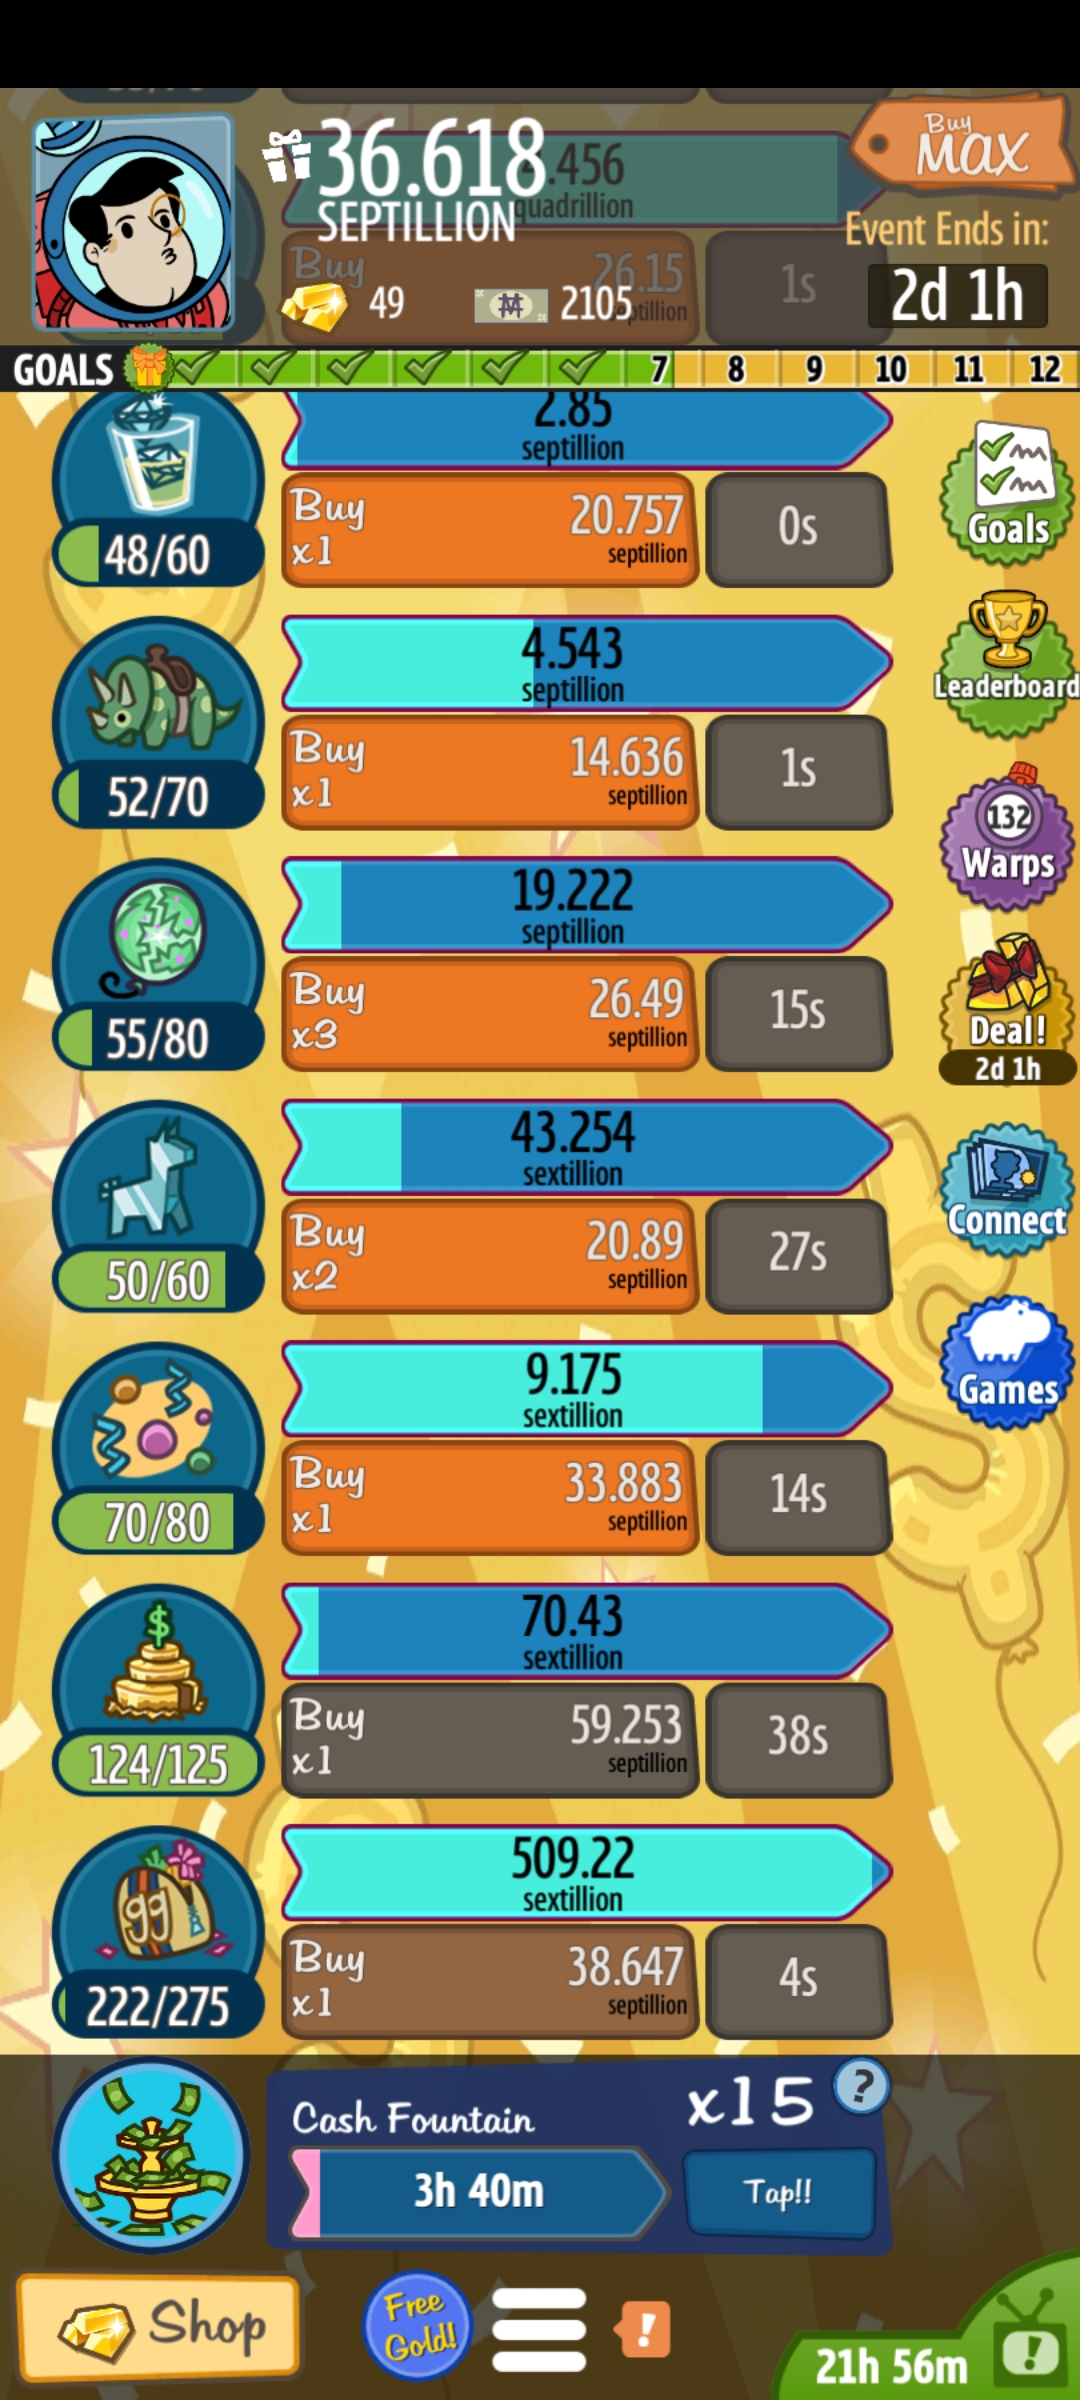 36.618
SEPTILLION
.456
quadrillion
Buy
MAX
Event Ends in:
2d 1h
Buy
26.15
1s
49
2105
GOALS
7
8
9
10
11
12
2.85
septillion
48/60
Buy
x1
20.757
septillion
0s
Goals
4.543
septillion
52/70
Buy
x1
14.636
septillion
1s
Leaderboard
19.222
septillion
55/80
Buy
x3
26.49
septillion
15s
132
Warps
Deal!
2d 1h
43.254
sextillion
50/60
Buy
x2
20.89
septillion
27s
Connect
9.175
sextillion
70/80
Buy
x1
33.883
septillion
14s
Games
70.43
sextillion
$
124/125
Buy
x1
59.253
septillion
38s
509.22
sextillion
99
222/275
Buy
x1
38.647
septillion
4s
Cash Fountain
x15
?
3h 40m
Tap!!
Shop
Free
Gold!
!
21h 56m
!